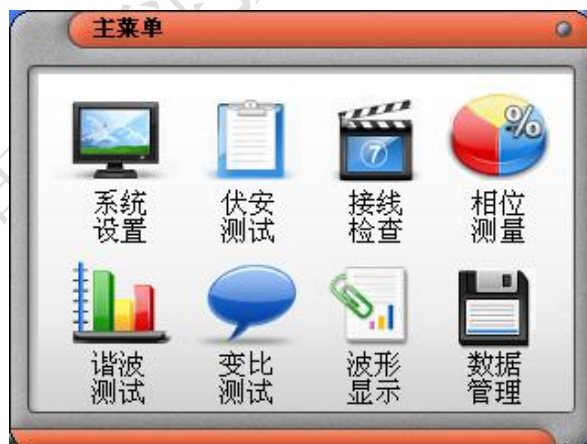 主菜单
系统 伏安 接线 相位
设置 测试 检查 测量
谐波 变比 波形 数据
测试 测试 显示 管理
%
7